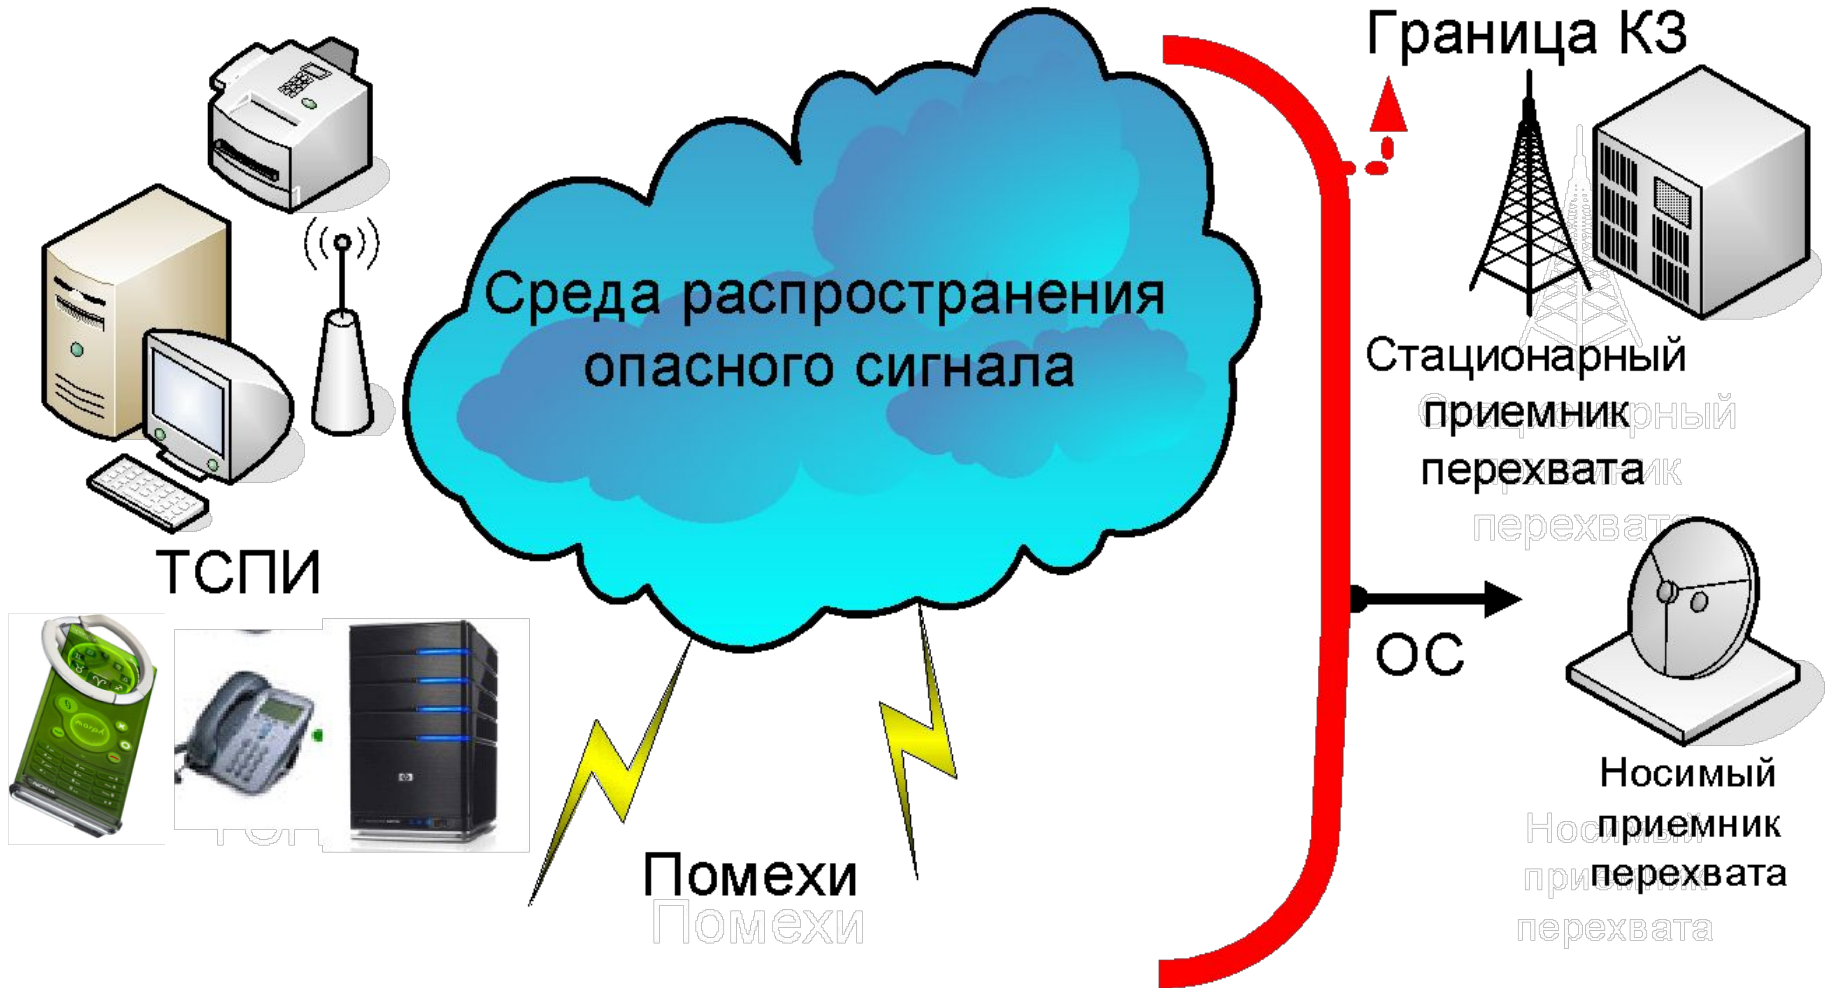 Граница КЗ
Среда распространения
опасного сигнала
Стационарный
приемник
перехвата
ТСПИ
ОС
Носимый
приемник
перехвата
Помехи